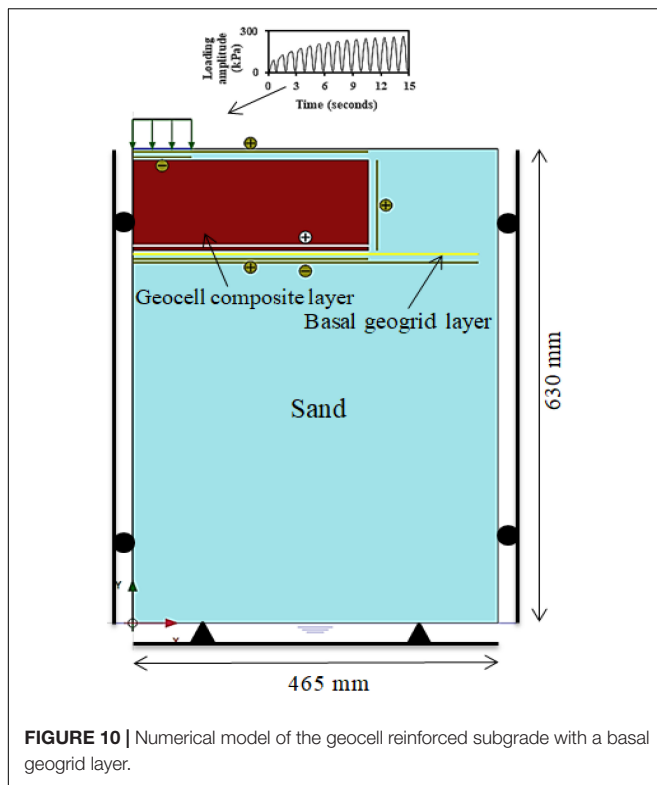 300
Loading
amplitude
(kPa)
0
0 3 6 9 12 15
Time (seconds)
Geocell composite layer
Basal geogrid layer
Sand
630 mm
Y
X
465 mm
FIGURE 10 | Numerical model of the geocell reinforced subgrade with a basal
geogrid layer.